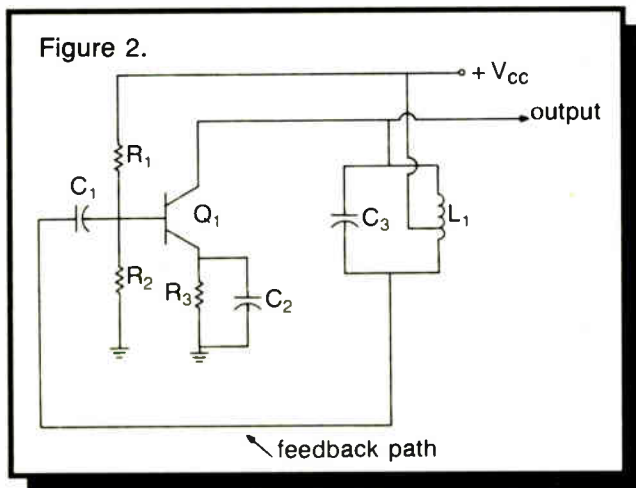 Figure 2.
+ Vcc
output
R1
C1
Q1
C3
L1
R2
R3
C2
feedback path